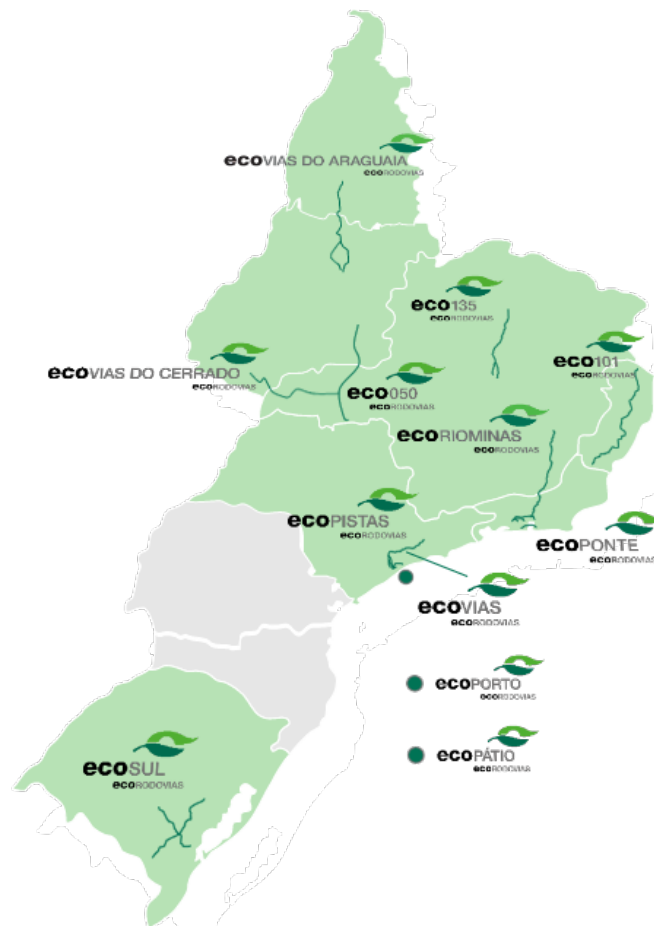 ecoVIAS DO ARAGUAIA
ecoRODOVIAS
eco135
ecoRODOVIAS
eco101
ecoRODOVIAS
ecoVIAS DO CERRADO
ecoRODOVIAS
eco050
ecoRODOVIAS
ecoRIOMINAS
ecoRODOVIAS
ecoPISTAS
ecoRODOVIAS
ecoPONTE
ecoRODOVIAS
ecoVIAS
ecoRODOVIAS
ecoPORTO
ecoRODOVIAS
ecoPÁTIO
ecoRODOVIAS
ecoSUL
ecoRODOVIAS